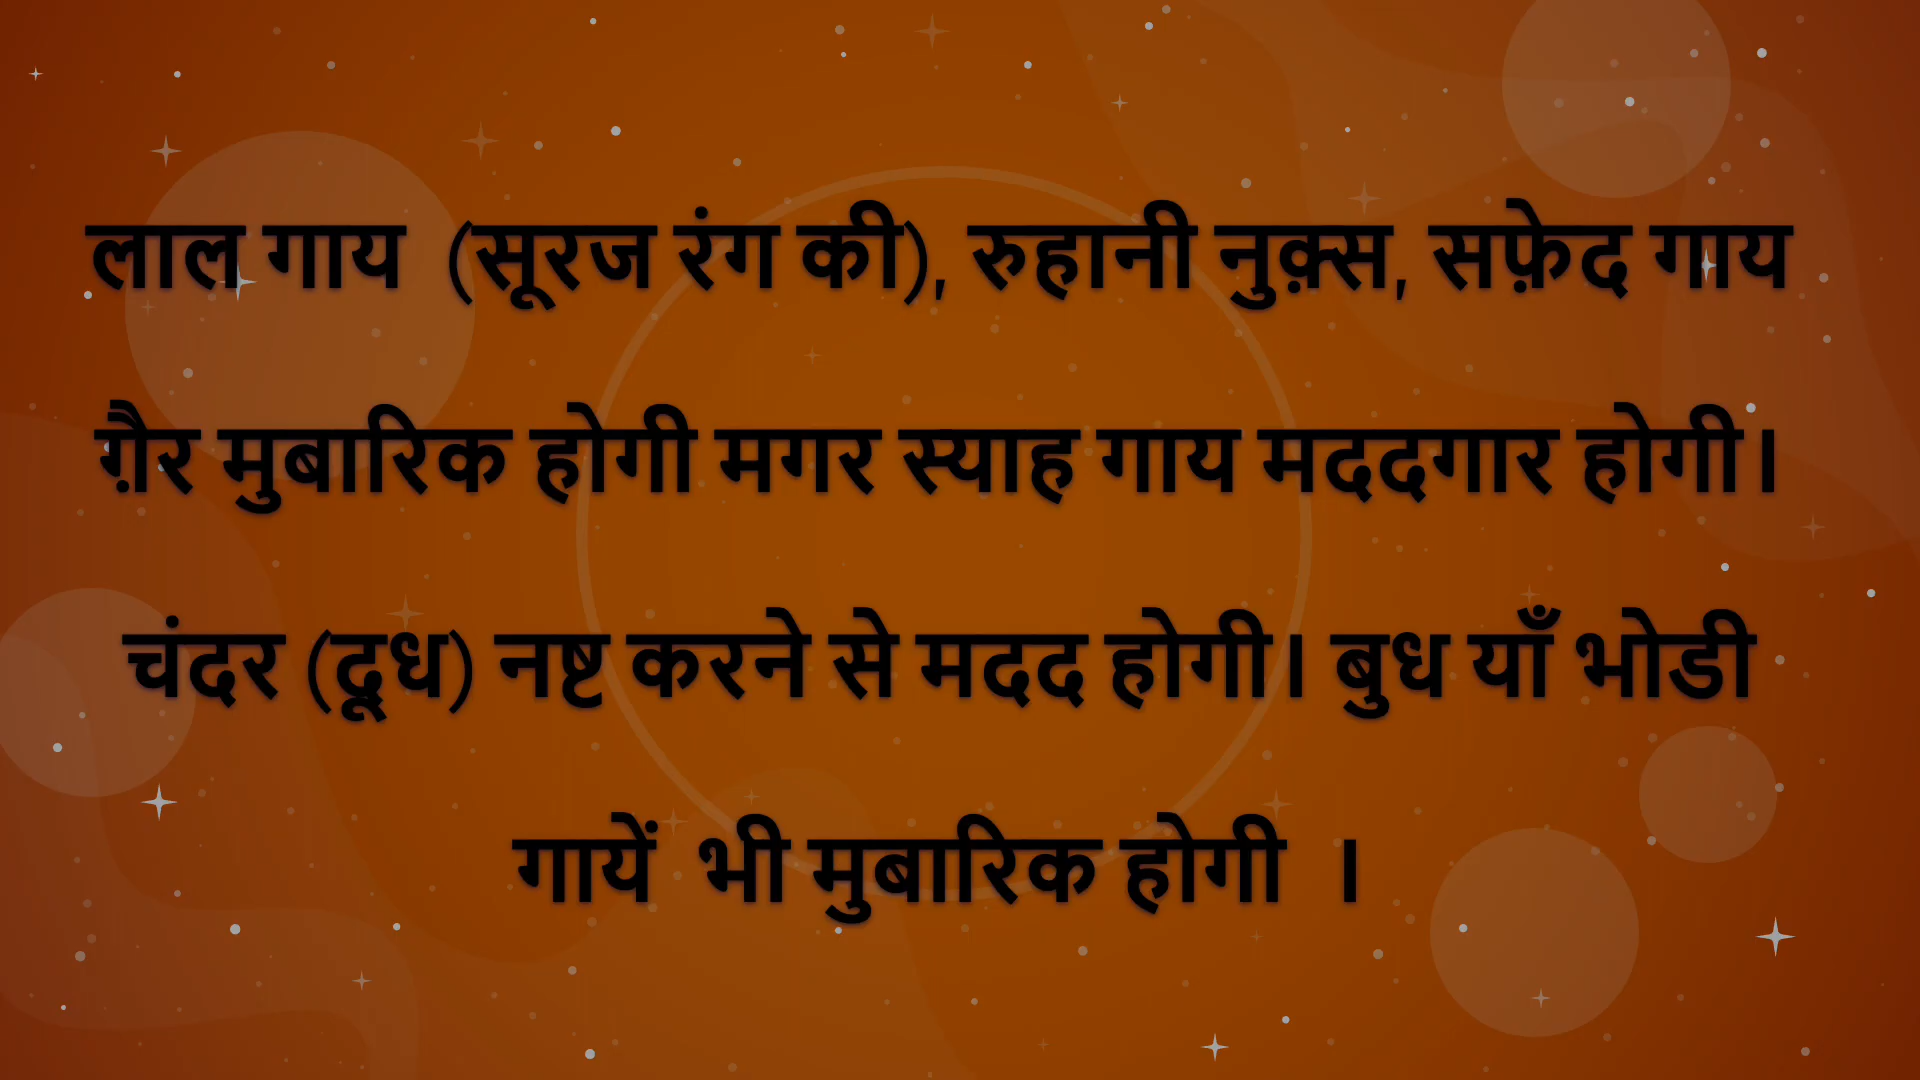 लाल गाय (सूरज रंग की), रुहानी नुक़्स, सफ़ेद गाय
ग़ैर मुबारिक होगी मगर स्याह गाय मददगार होगी।
चंदर (दूध) नष्ट करने से मदद होगी। बुध याँ भोडी
गायें भी मुबारिक होगी ।